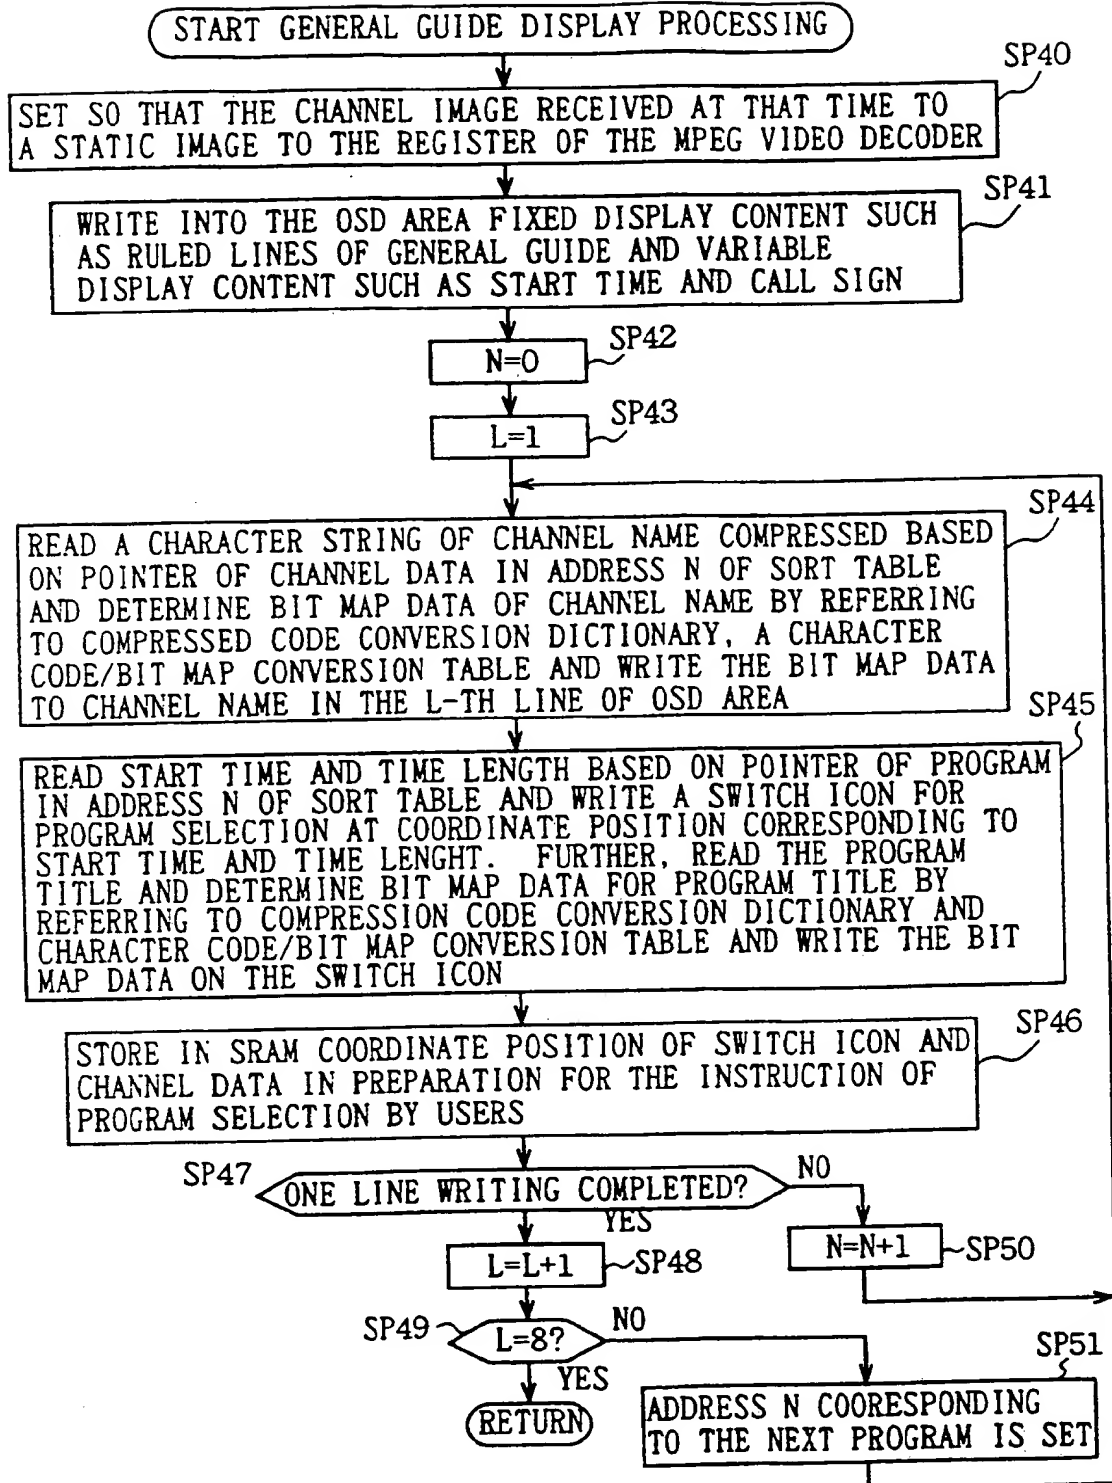 START GENERAL GUIDE DISPLAY PROCESSING
SP40
SET SO THAT THE CHANNEL IMAGE RECEIVED AT THAT TIME TO
A STATIC IMAGE TO THE REGISTER OF THE MPEG VIDEO DECODER
SP41
WRITE INTO THE OSD AREA FIXED DISPLAY CONTENT SUCH
AS RULED LINES OF GENERAL GUIDE AND VARIABLE
DISPLAY CONTENT SUCH AS START TIME AND CALL SIGN
SP42
N=0
SP43
L=1
SP44
READ A CHARACTER STRING OF CHANNEL NAME COMPRESSED BASED
ON POINTER OF CHANNEL DATA IN ADDRESS N OF SORT TABLE
AND DETERMINE BIT MAP DATA OF CHANNEL NAME BY REFERRING
TO COMPRESSED CODE CONVERSION DICTIONARY, A CHARACTER
CODE/BIT MAP CONVERSION TABLE AND WRITE THE BIT MAP DATA
TO CHANNEL NAME IN THE L-TH LINE OF OSD AREA
SP45
READ START TIME AND TIME LENGTH BASED ON POINTER OF PROGRAM
IN ADDRESS N OF SORT TABLE AND WRITE A SWITCH ICON FOR
PROGRAM SELECTION AT COORDINATE POSITION CORRESPONDING TO
START TIME AND TIME LENGHT. FURTHER, READ THE PROGRAM
TITLE AND DETERMINE BIT MAP DATA FOR PROGRAM TITLE BY
REFERRING TO COMPRESSION CODE CONVERSION DICTIONARY AND
CHARACTER CODE/BIT MAP CONVERSION TABLE AND WRITE THE BIT
MAP DATA ON THE SWITCH ICON
SP46
STORE IN SRAM COORDINATE POSITION OF SWITCH ICON AND
CHANNEL DATA IN PREPARATION FOR THE INSTRUCTION OF
PROGRAM SELECTION BY USERS
SP47
ONE LINE WRITING COMPLETED?
NO
YES
N=N+1
SP50
L=L+1
SP48
SP49
L=8?
NO
YES
SP51
RETURN
ADDRESS N COORESPONDING
TO THE NEXT PROGRAM IS SET